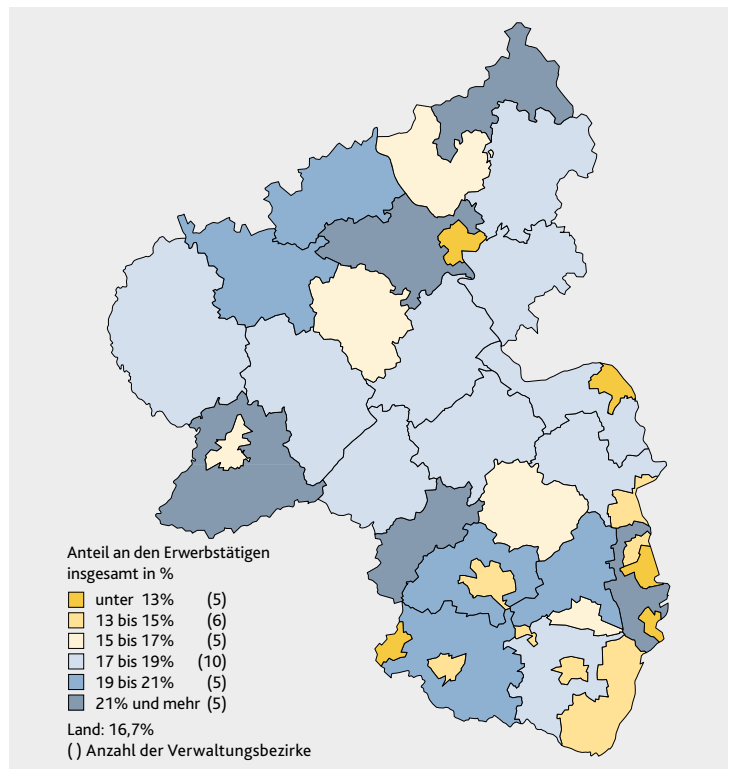 Anteil an den Erwerbstätigen
insgesamt in %
unter 13% (5)
13 bis 15% (6)
15 bis 17% (5)
17 bis 19% (10)
19 bis 21% (5)
21% und mehr (5)
Land: 16,7%
( ) Anzahl der Verwaltungsbezirke